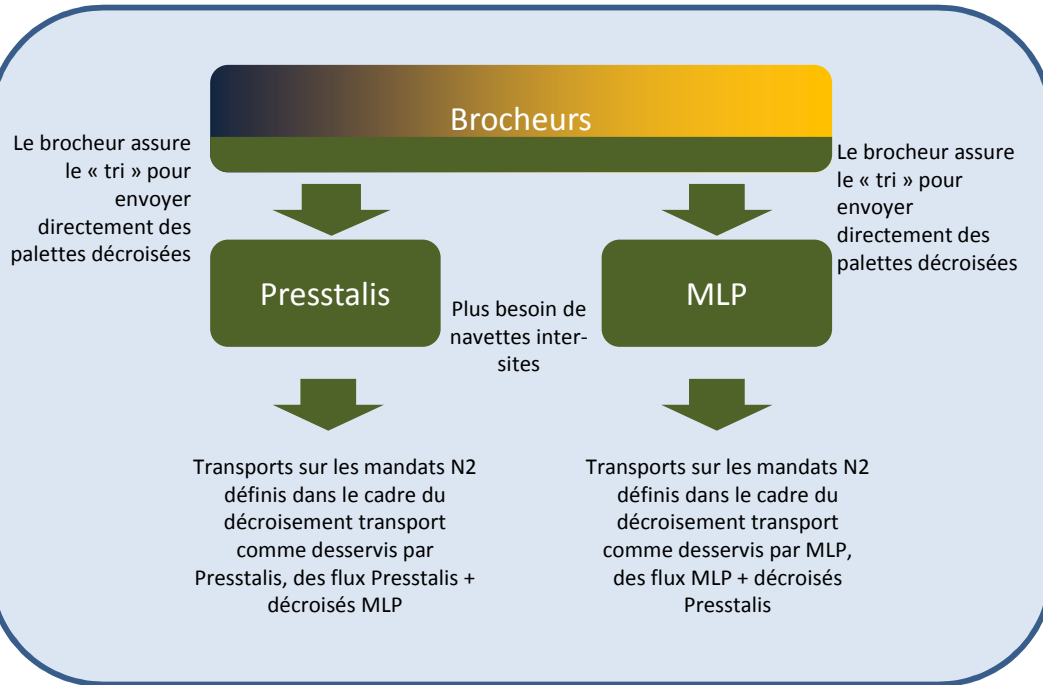 Brocheurs
Le brocheur assure
le « tri » pour
envoyer
directement des
palettes décroisées
Le brocheur assure
le « tri » pour
envoyer
directement des
palettes décroisées
Presstalis
Plus besoin de
navettes inter-
sites
MLP
Transports sur les mandats N2
définis dans le cadre du
décroisement transport
comme desservis par
Presstalis, des flux Presstalis +
décroisés MLP
Transports sur les mandats N2
définis dans le cadre du
décroisement transport
comme desservis par MLP,
des flux MLP + décroisés
Presstalis